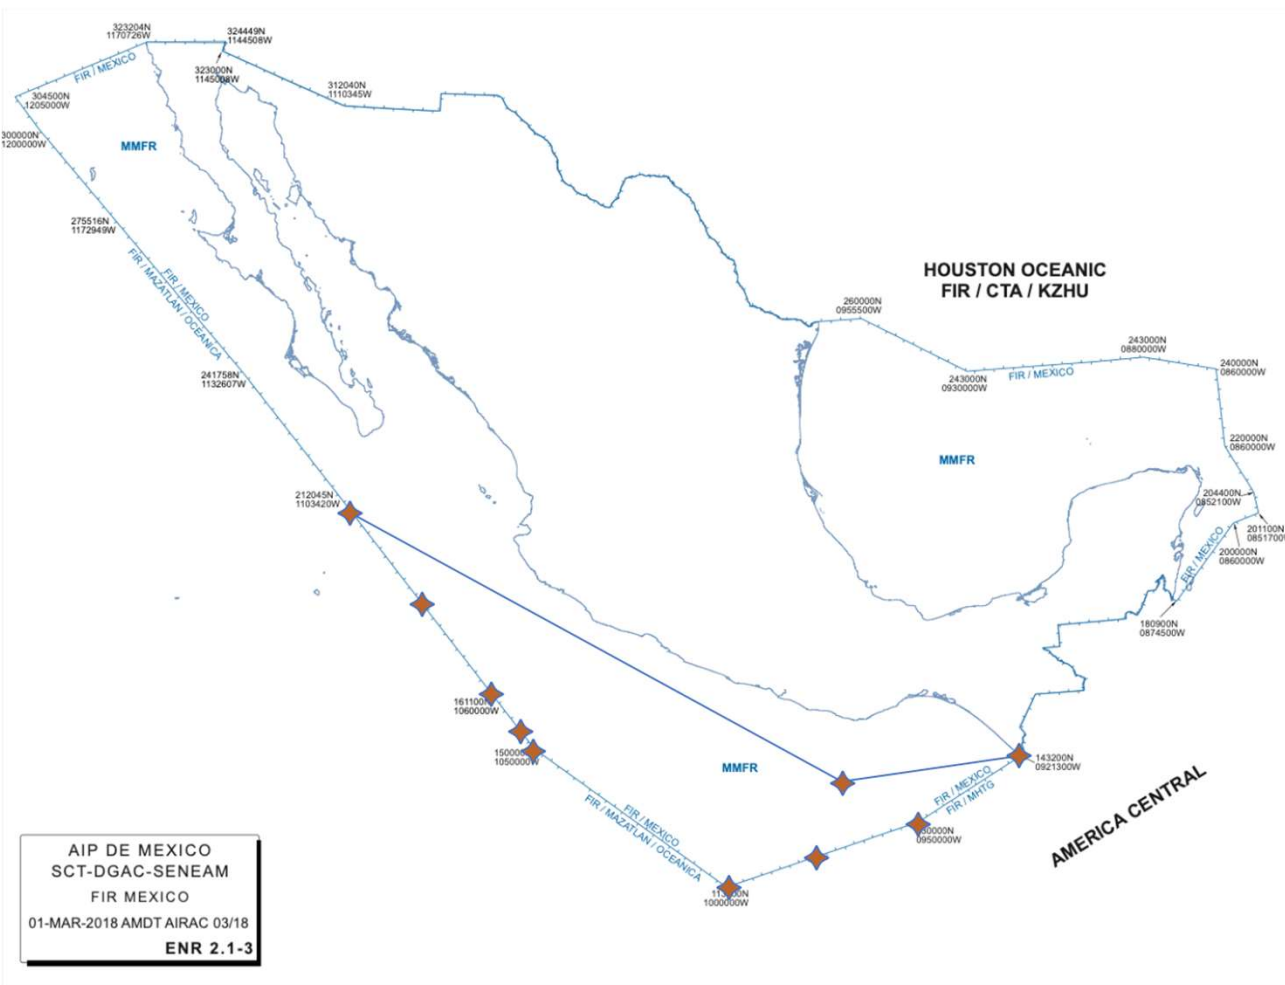 323204N
1170726W
324449N
1144508W
FIR / MEXICO
323000N
1145008W
312040N
1110345W
304500N
1205000W
300000N
1200000W
MMFR
275516N
1172949W
FIR / MEXICO
FIR / MAZATLAN / OCEANICA
HOUSTON OCEANIC
FIR / CTA / KZHU
260000N
0955500W
243000N
0880000W
240000N
0860000W
241758N
1132607W
243000N
0930000W
FIR / MEXICO
220000N
0860000W
MMFR
212045N
1103420W
204400N
0852100W
201100N
0851700W
200000N
0860000W
FIR / MEXICO
180900N
0874500W
161100N
1060000W
1050000W
MMFR
143200N
0921300W
FIR / MEXICO
FIR / MHTG
FIR / MEXICO
FIR / MAZATLAN / OCEANICA
0950000W
AMERICA CENTRAL
1000000W
AIP DE MEXICO
SCT-DGAC-SENEAM
FIR MEXICO
01-MAR-2018 AMDT AIRAC 03/18
ENR 2.1-3